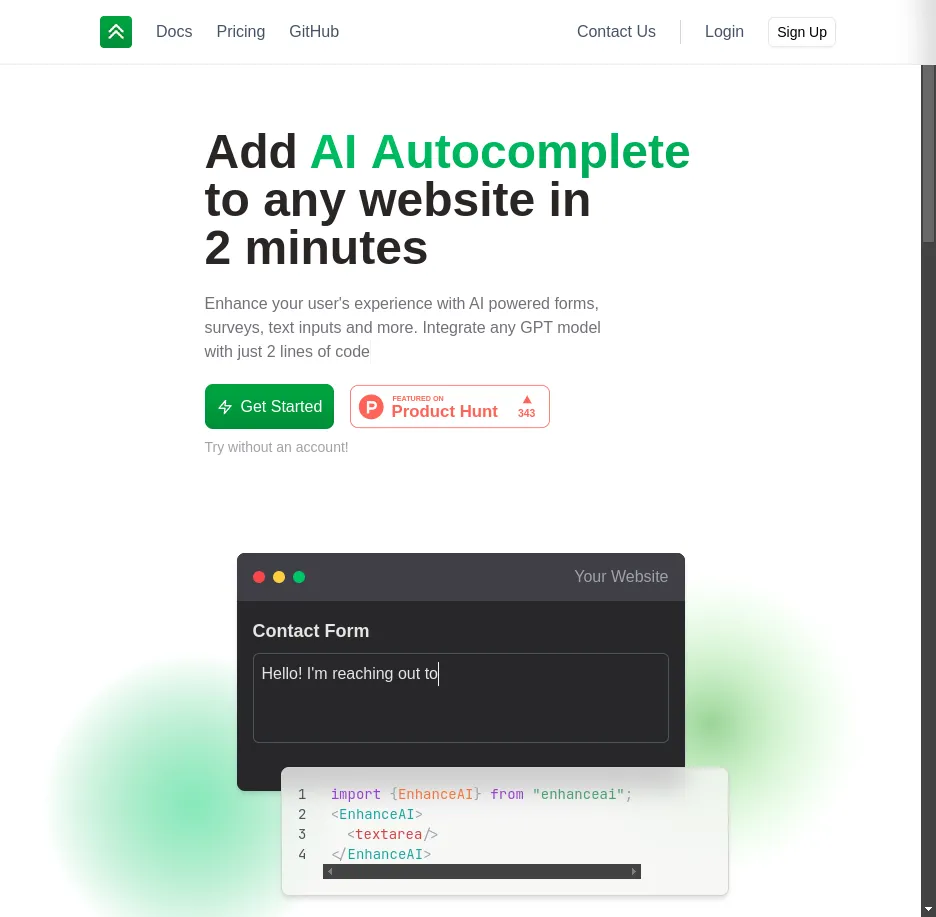 Docs Pricing GitHub Contact Us Login Sign Up
Add AI Autocomplete
to any website in
2 minutes
Enhance your user's experience with AI powered forms,
surveys, text inputs and more. Integrate any GPT model
with just 2 lines of code
Get Started
P FEATURED ON
Product Hunt
343
Try without an account!
Your Website
Contact Form
Hello! I'm reaching out to
1 import {EnhanceAI} from "enhanceai";
2 <EnhanceAI>
3   <textarea/>
4 </EnhanceAI>